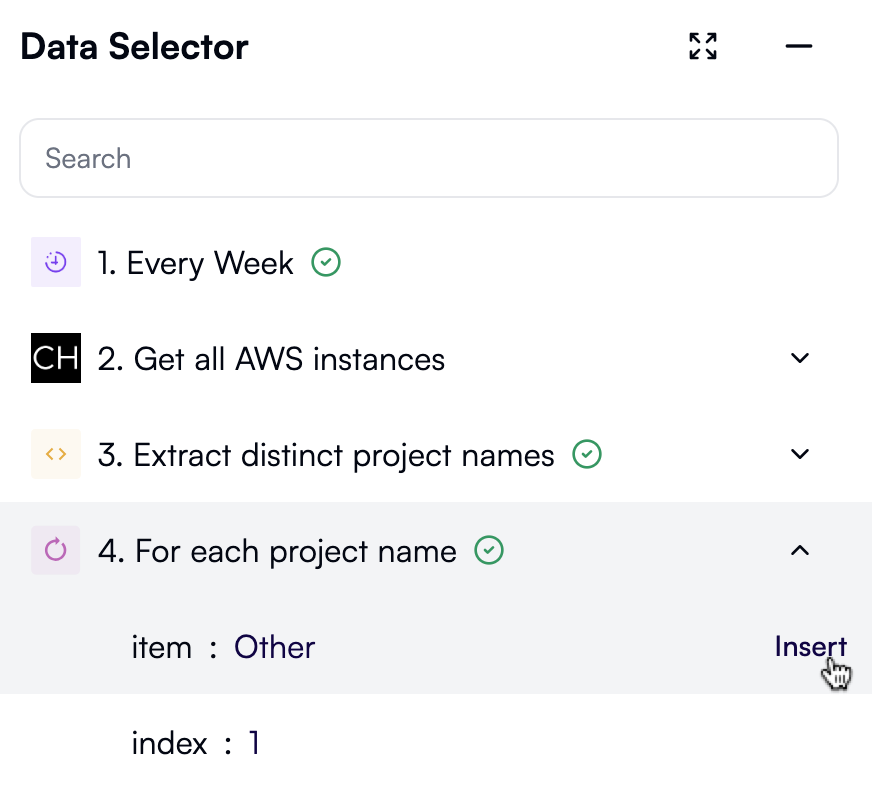 Data Selector
Search
1. Every Week
CH 2. Get all AWS instances
3. Extract distinct project names
4. For each project name
item : Other Insert
index : 1